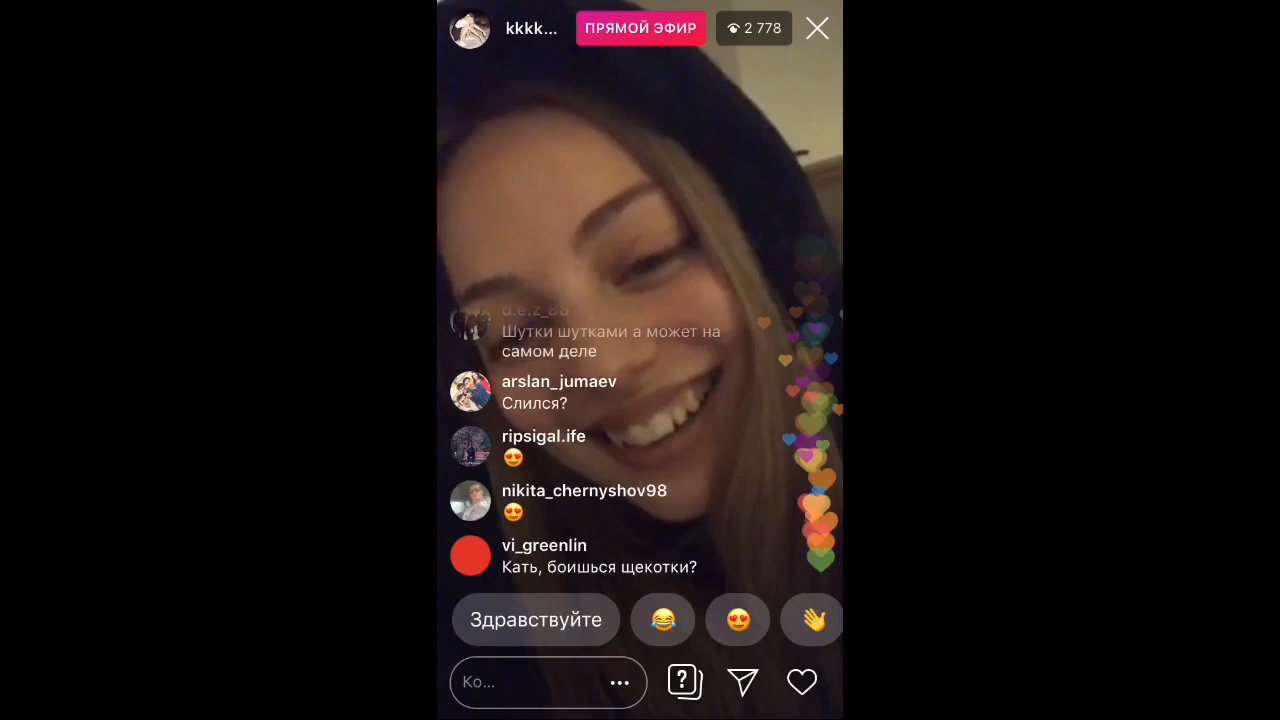 kkkk...
ПРЯМОЙ ЭФИР
2 778
d.e.z_88
Шутки шутками а может на
самом деле
arslan_jumaev
Слился?
ripsigal.ife
nikita_chernyshov98
vi_greenlin
Кать, боишься щекотки?
Здравствуйте
Ко...